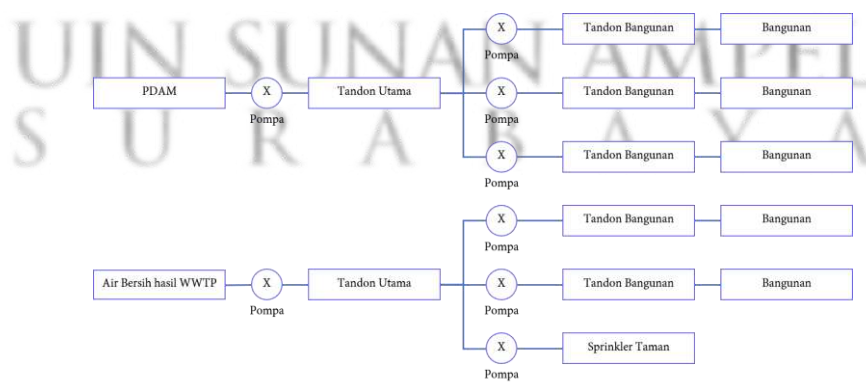 UIN SUNAN AMPEL
S U R A B A Y A
X Tandon Bangunan Bangunan
Pompa
PDAM X Tandon Utama X Tandon Bangunan Bangunan
Pompa Pompa
X Tandon Bangunan Bangunan
Pompa
X Tandon Bangunan Bangunan
Pompa
Air Bersih hasil WWTP X Tandon Utama X Tandon Bangunan Bangunan
Pompa Pompa
X Sprinkler Taman
Pompa